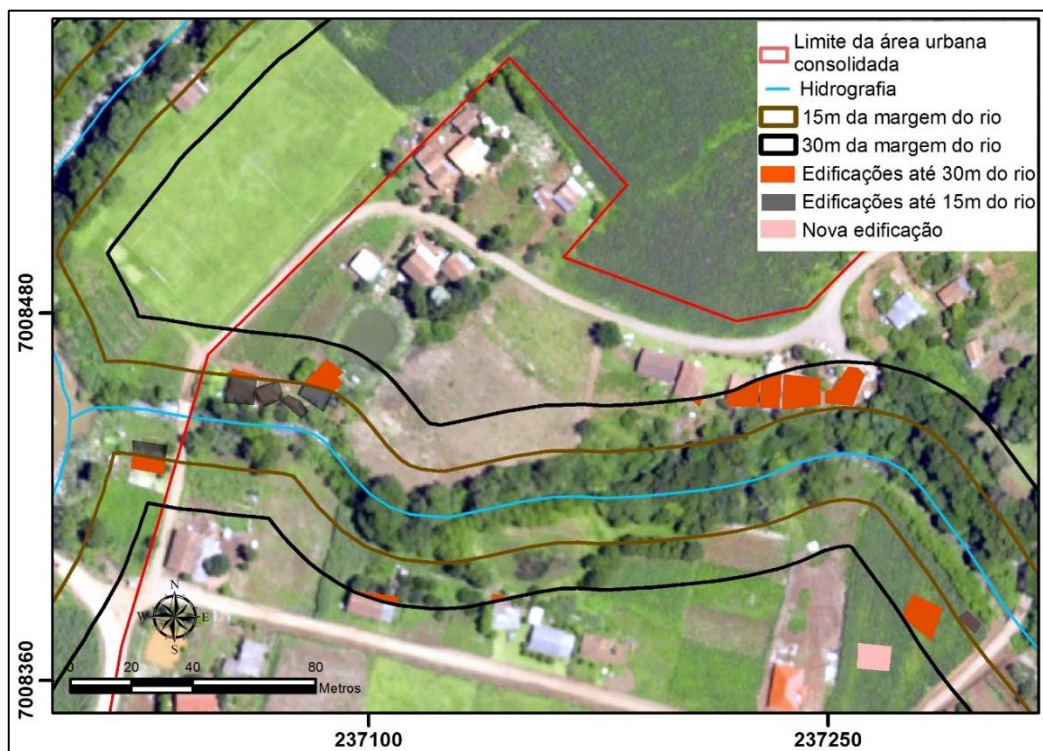 Limite da área urbana
consolidada
Hidrografia
15m da margem do rio
30m da margem do rio
Edificações até 30m do rio
Edificações até 15m do rio
Nova edificação
7008480
7008360
N
W
E
S
0 20 40 80
Metros
237100
237250